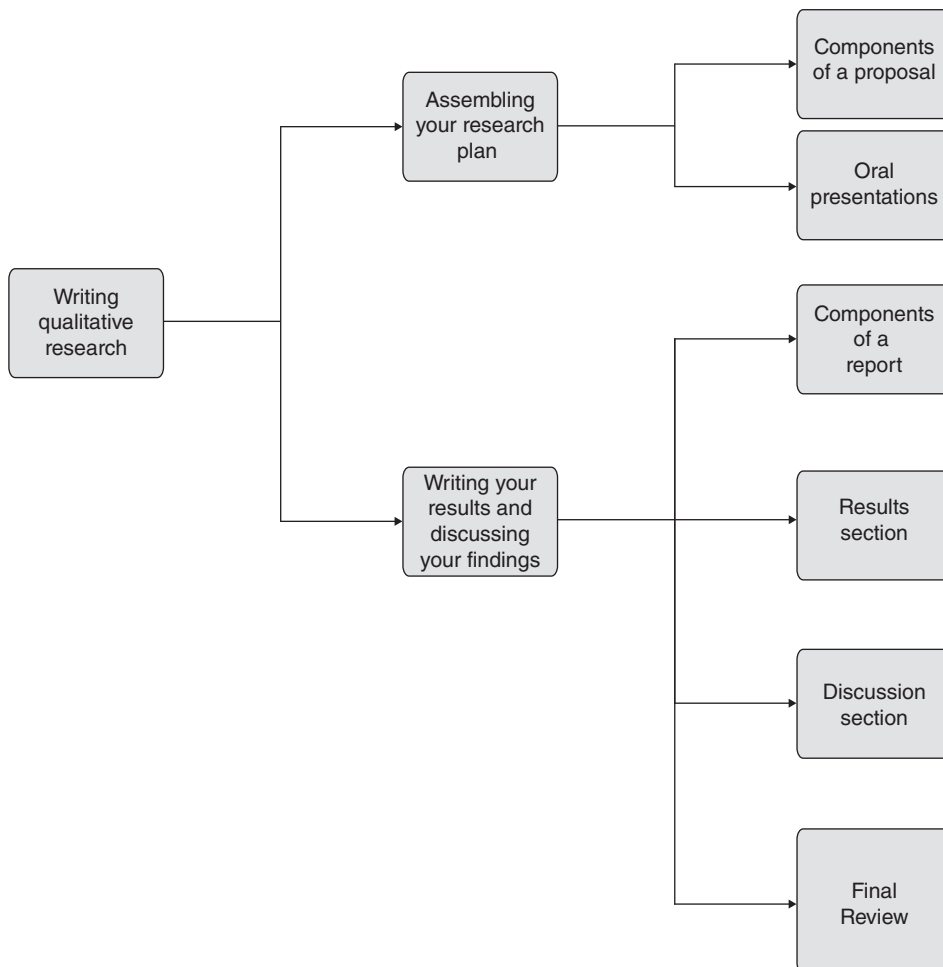 Writing
qualitative
research
Assembling
your research
plan
Components
of a proposal
Oral
presentations
Writing your
results and
discussing
your findings
Components
of a
report
Results
section
Discussion
section
Final
Review